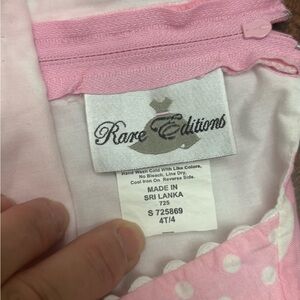 Rare Editions
Hand Wash Cold With Like Colors,
No Bleach, Line Dry,
Cool Iron On Reverse Side.
MADE IN
SRI LANKA
725
S 725869
4T/4